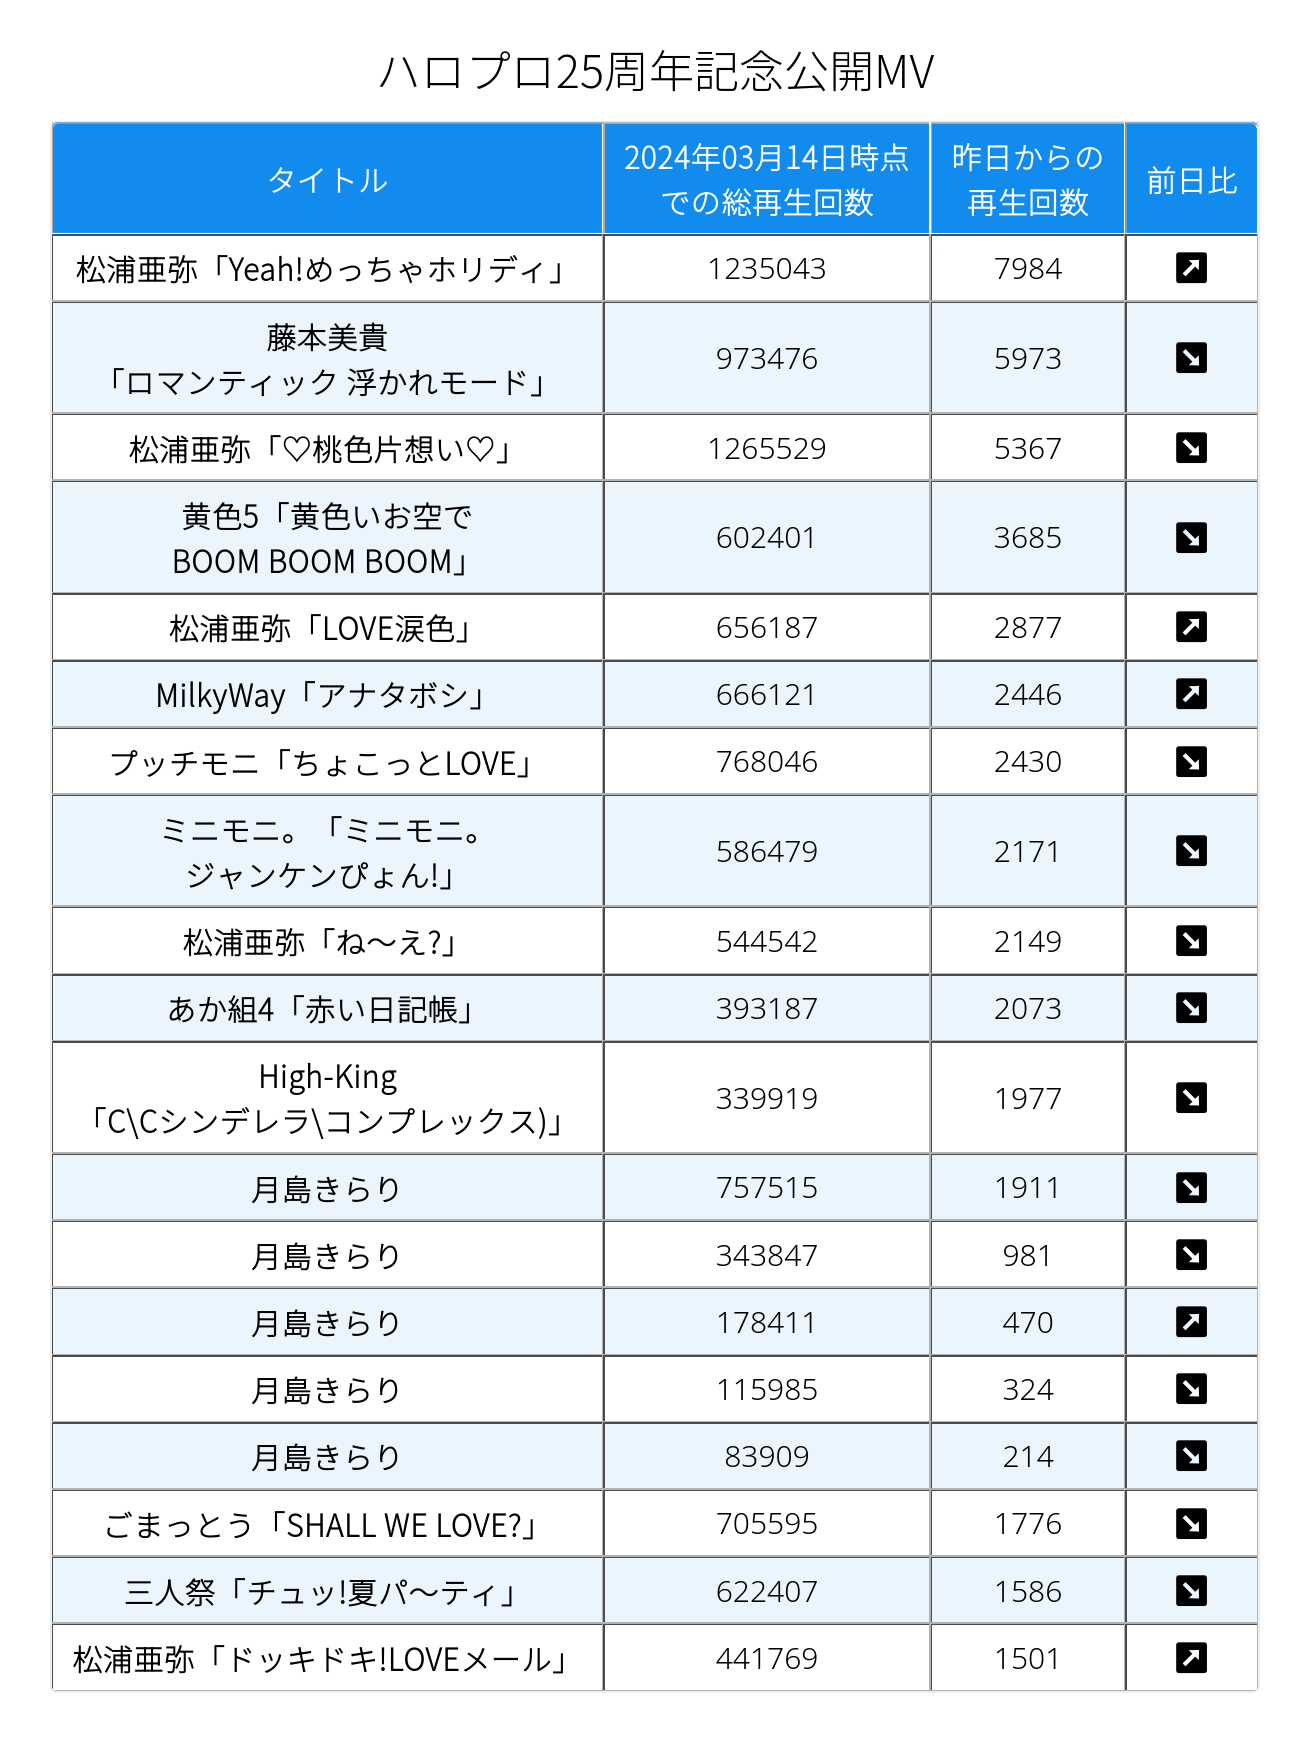 ハロプロ25周年記念公開MV
タイトル
2024年03月14日時点
での総再生回数
昨日からの
再生回数
前日比
松浦亜弥「Yeah!めっちゃホリディ」 1235043 7984 ↗
藤本美貴
「ロマンティック 浮かれモード」 973476 5973 ↘
松浦亜弥「♡桃色片想い♡」 1265529 5367 ↘
黄色5「黄色いお空で
BOOM BOOM BOOM」 602401 3685 ↘
松浦亜弥「LOVE涙色」 656187 2877 ↗
MilkyWay「アナタボシ」 666121 2446 ↗
プッチモニ「ちょこっとLOVE」 768046 2430 ↘
ミニモニ。「ミニモニ。
ジャンケンぴょん!」 586479 2171 ↘
松浦亜弥「ね〜え?」 544542 2149 ↘
あか組4「赤い日記帳」 393187 2073 ↘
High-King
「C\Cシンデレラ\コンプレックス)」 339919 1977 ↘
月島きらり 757515 1911 ↘
月島きらり 343847 981 ↘
月島きらり 178411 470 ↗
月島きらり 115985 324 ↘
月島きらり 83909 214 ↘
ごまっとう「SHALL WE LOVE?」 705595 1776 ↘
三人祭「チュッ!夏パ〜ティ」 622407 1586 ↘
松浦亜弥「ドッキドキ!LOVEメール」 441769 1501 ↗